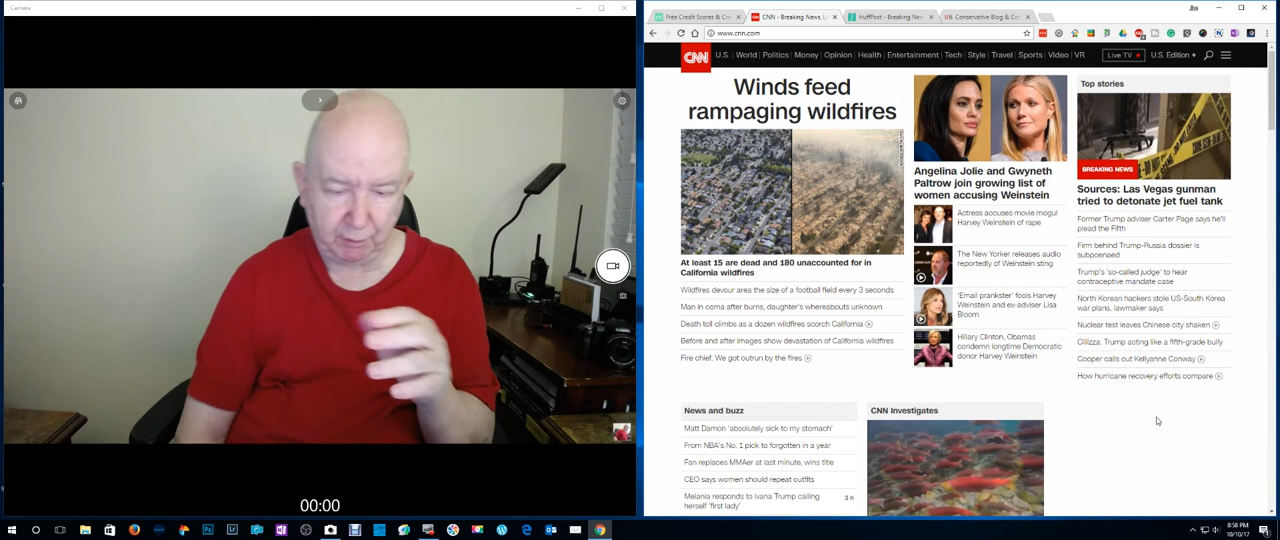 Camera
00:00
Free Credit Scores & Cre
CNN - Breaking News, La
HuffPost - Breaking New
Conservative Blog & Con
Jim
www.cnn.com
CNN
U.S.
World
Politics
Money
Opinion
Health
Entertainment
Tech
Style
Travel
Sports
Video
VR
Live TV
U.S. Edition +
Winds feed
rampaging wildfires
At least 15 are dead and 180 unaccounted for in
California wildfires
Wildfires devour area the size of a football field every 3 seconds
Man in coma after burns, daughter's whereabouts unknown
Death toll climbs as a dozen wildfires scorch California
Before and after images show devastation of California wildfires
Fire chief: We got outrun by the fires
Angelina Jolie and Gwyneth
Paltrow join growing list of
women accusing Weinstein
Actress accuses movie mogul
Harvey Weinstein of rape
The New Yorker releases audio
reportedly of Weinstein sting
'Email prankster' fools Harvey
Weinstein and ex-adviser Lisa
Bloom
Hillary Clinton, Obamas
condemn longtime Democratic
donor Harvey Weinstein
Top stories
BREAKING NEWS
Sources: Las Vegas gunman
tried to detonate jet fuel tank
Former Trump adviser Carter Page says he'll
plead the Fifth
Firm behind Trump-Russia dossier is
subpoenaed
Trump's 'so-called judge' to hear
contraceptive mandate case
North Korean hackers stole US-South Korea
war plans, lawmaker says
Nuclear test leaves Chinese city shaken
Cillizza: Trump acting like a fifth-grade bully
Cooper calls out Kellyanne Conway
How hurricane recovery efforts compare
News and buzz
Matt Damon 'absolutely sick to my stomach'
From NBA's No. 1 pick to forgotten in a year
Fan replaces MMAer at last minute, wins title
CEO says women should repeat outfits
Melania responds to Ivana Trump calling
herself 'first lady'
3 h
CNN Investigates
8:58 PM
10/10/17